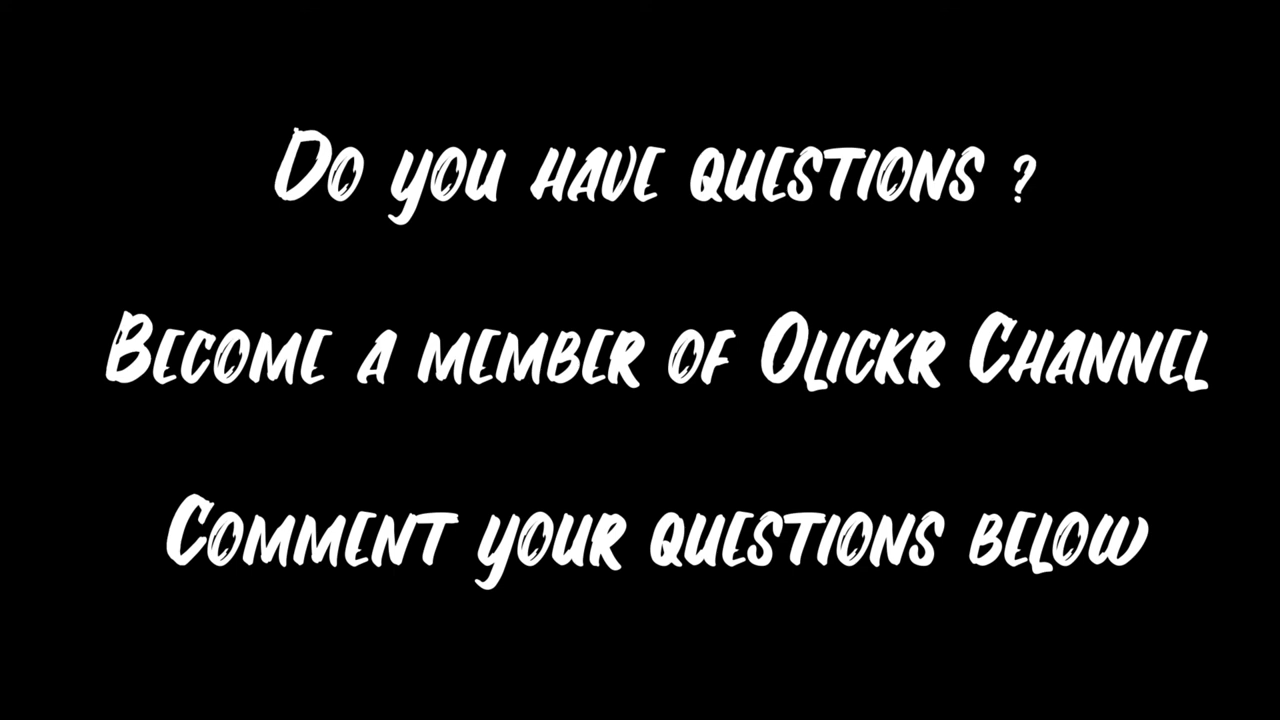 Do you have questions ?
Become a member of Olickr Channel
Comment your questions below